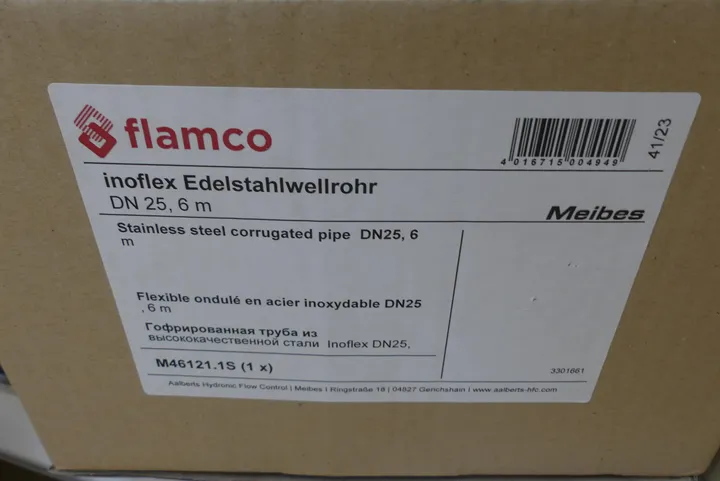 flamco
4 016715 004949
41/23
inoflex Edelstahlwellrohr
DN 25, 6 m
Meibes
Stainless steel corrugated pipe DN25, 6
m
Flexible ondulé en acier inoxydable DN25
, 6 m
Гофрированная труба из
высококачественной стали Inoflex DN25,
M46121.1S (1 x)
3301661
Aalberts Hydronic Flow Control | Meibes I Ringstraße 18 | 04827 Gerichshain | www.aalberts-hfc.com